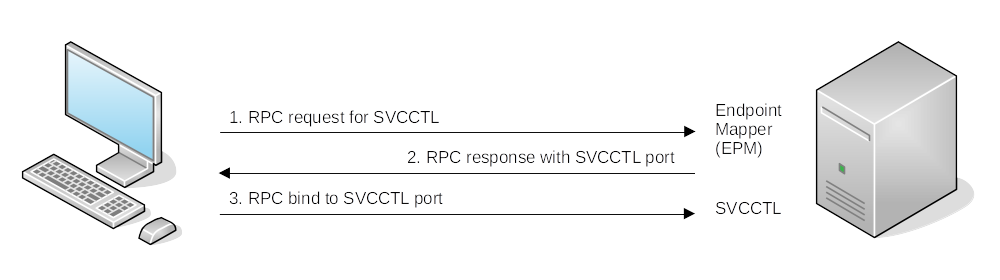 1. RPC request for SVCCTL
Endpoint
Mapper
(EPM)
2. RPC response with SVCCTL port
3. RPC bind to SVCCTL port
SVCCTL